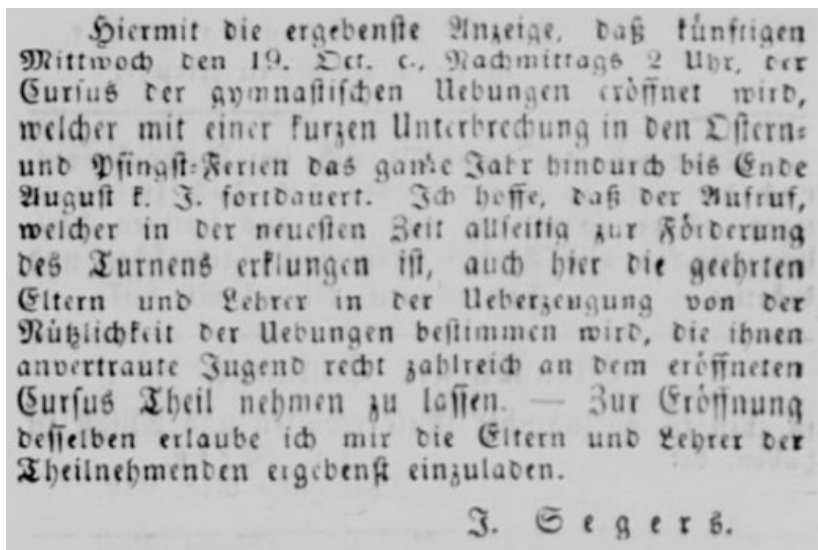 Hiermit die ergebenste Anzeige, daß künftigen
Mittwoch den 19. Oct. c., Nachmittags 2 Uhr, der
Cursus der gymnastischen Uebungen eröffnet wird,
welcher mit einer kurzen Unterbrechung in den Ostern-
und Pfingst-Ferien das ganze Jahr hindurch bis Ende
August k. J. fortdauert. Ich hoffe, daß der Aufruf,
welcher in der neuesten Zeit allseitig zur Förderung
des Turnens erklungen ist, auch hier die geehrten
Eltern und Lehrer in der Ueberzeugung von der
Nützlichkeit der Uebungen bestimmen wird, die ihnen
anvertraute Jugend recht zahlreich an dem eröffneten
Cursus Theil nehmen zu lassen. — Zur Eröffnung
desselben erlaube ich mir die Eltern und Lehrer der
Theilnehmenden ergebenst einzuladen.
J. Segers.